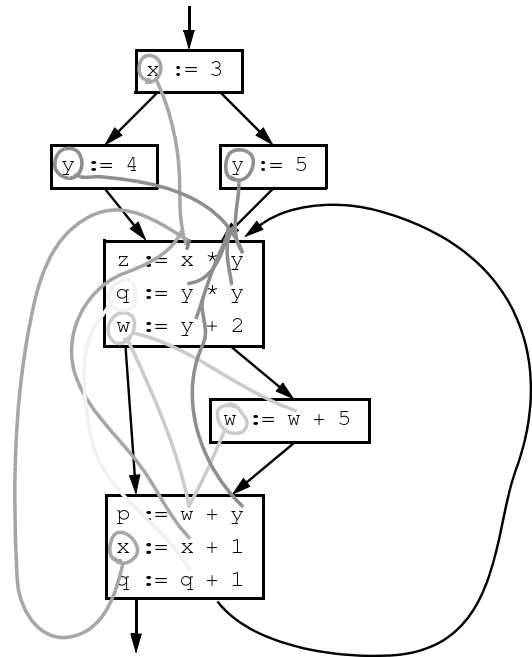 x := 3
y := 4
y := 5
z := x * y
q := y * y
w := y + 2
w := w + 5
p := w + y
x := x + 1
q := q + 1